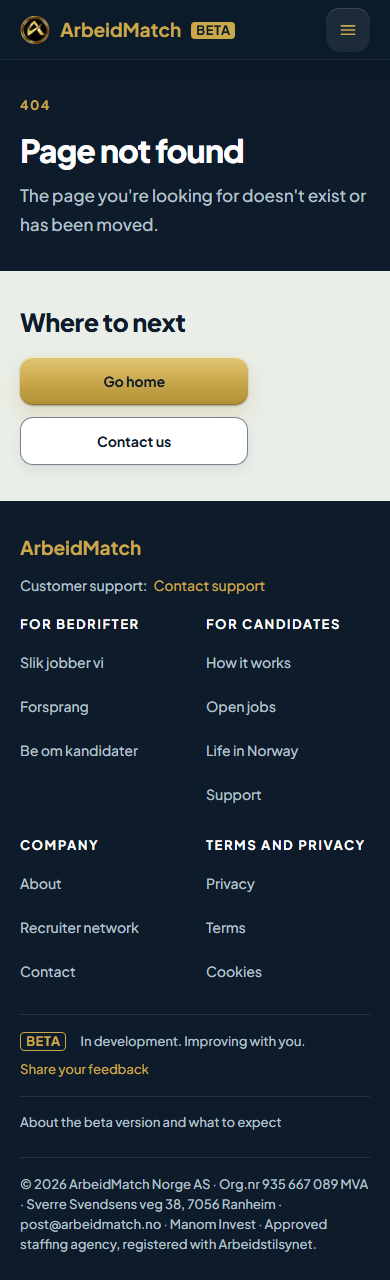 ArbeidMatch BETA
404
Page not found
The page you're looking for doesn't exist or
has been moved.
Where to next
Go home
Contact us
ArbeidMatch
Customer support: Contact support
FOR BEDRIFTER
Slik jobber vi
Forsprang
Be om kandidater
FOR CANDIDATES
How it works
Open jobs
Life in Norway
Support
COMPANY
About
Recruiter network
Contact
TERMS AND PRIVACY
Privacy
Terms
Cookies
BETA In development. Improving with you.
Share your feedback
About the beta version and what to expect
© 2026 ArbeidMatch Norge AS · Org.nr 935 667 089 MVA
· Sverre Svendsens veg 38, 7056 Ranheim ·
post@arbeidmatch.no · Manom Invest · Approved
staffing agency, registered with Arbeidstilsynet.